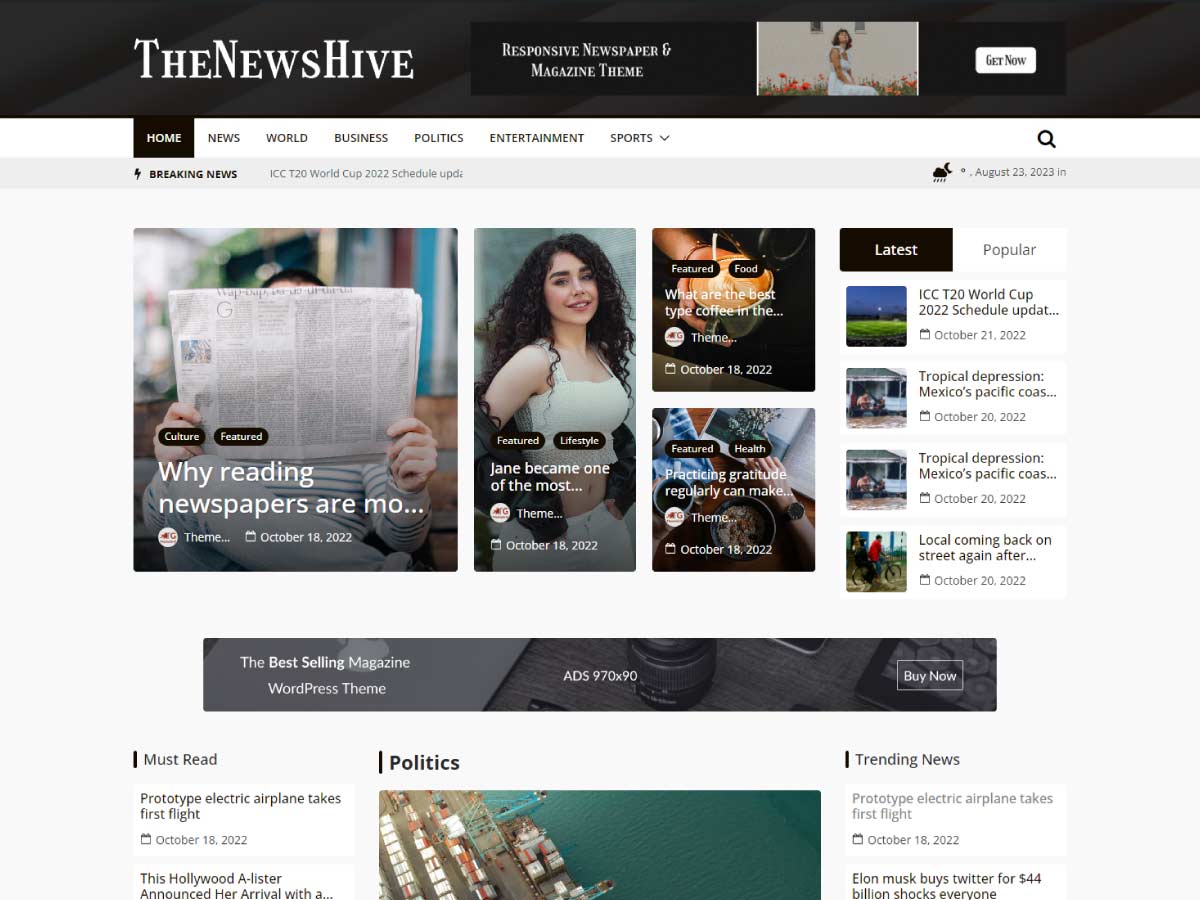 TheNewsHive
Responsive Newspaper &
Magazine Theme
Get Now
HOME
NEWS
WORLD
BUSINESS
POLITICS
ENTERTAINMENT
SPORTS
BREAKING NEWS
ICC T20 World Cup 2022 Schedule upda
° , August 23, 2023 in
Culture
Featured
Why reading
newspapers are mo...
Theme...
October 18, 2022
Featured
Lifestyle
Jane became one
of the most...
Theme...
October 18, 2022
Featured
Food
What are the best
type coffee in the...
Theme...
October 18, 2022
Featured
Health
Practicing gratitude
regularly can make...
Theme...
October 18, 2022
Latest
Popular
ICC T20 World Cup
2022 Schedule updat...
October 21, 2022
Tropical depression:
Mexico’s pacific coas...
October 20, 2022
Tropical depression:
Mexico’s pacific coas...
October 20, 2022
Local coming back on
street again after...
October 20, 2022
The Best Selling Magazine
WordPress Theme
ADS 970x90
Buy Now
Must Read
Prototype electric airplane takes
first flight
October 18, 2022
This Hollywood A-lister
Announced Her Arrival with a...
Politics
Trending News
Prototype electric airplane takes
first flight
October 18, 2022
Elon musk buys twitter for $44
billion shocks everyone